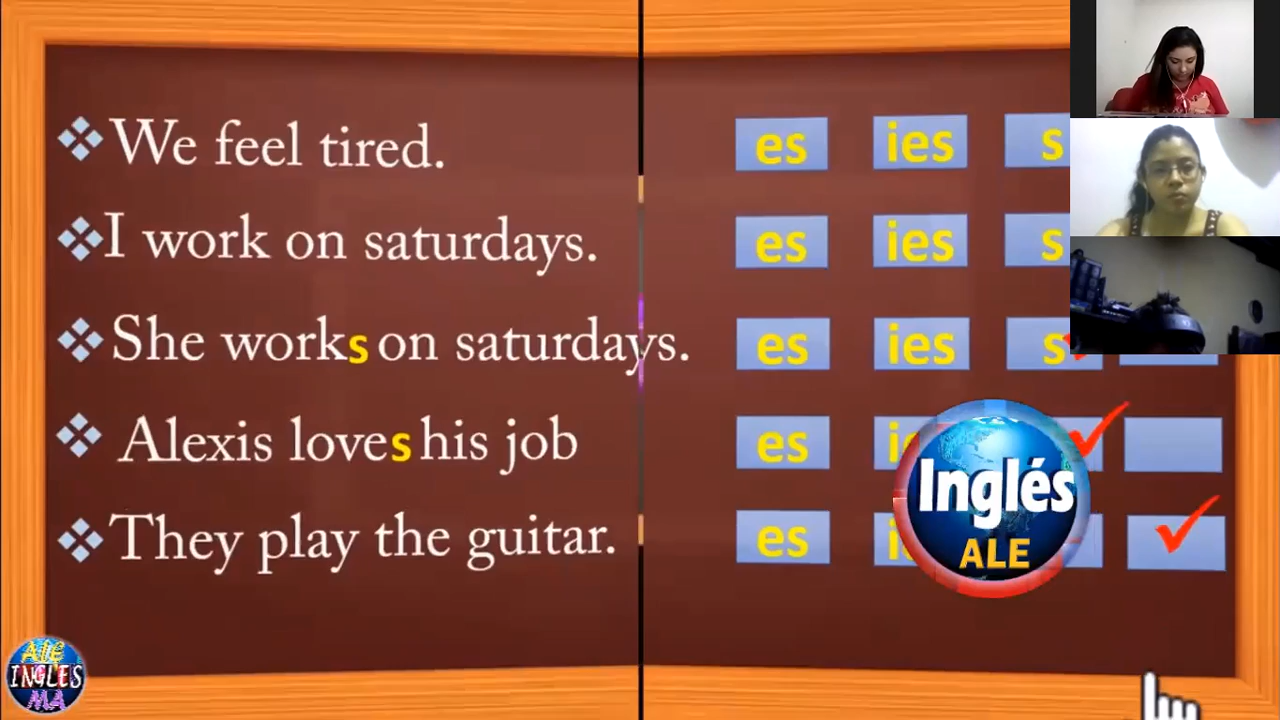 We feel tired. es ies s
I work on saturdays. es ies s
She works on saturdays. es ies s
Alexis loves his job es
They play the guitar. es
Inglés
ALE
Ale
INGLES
MA